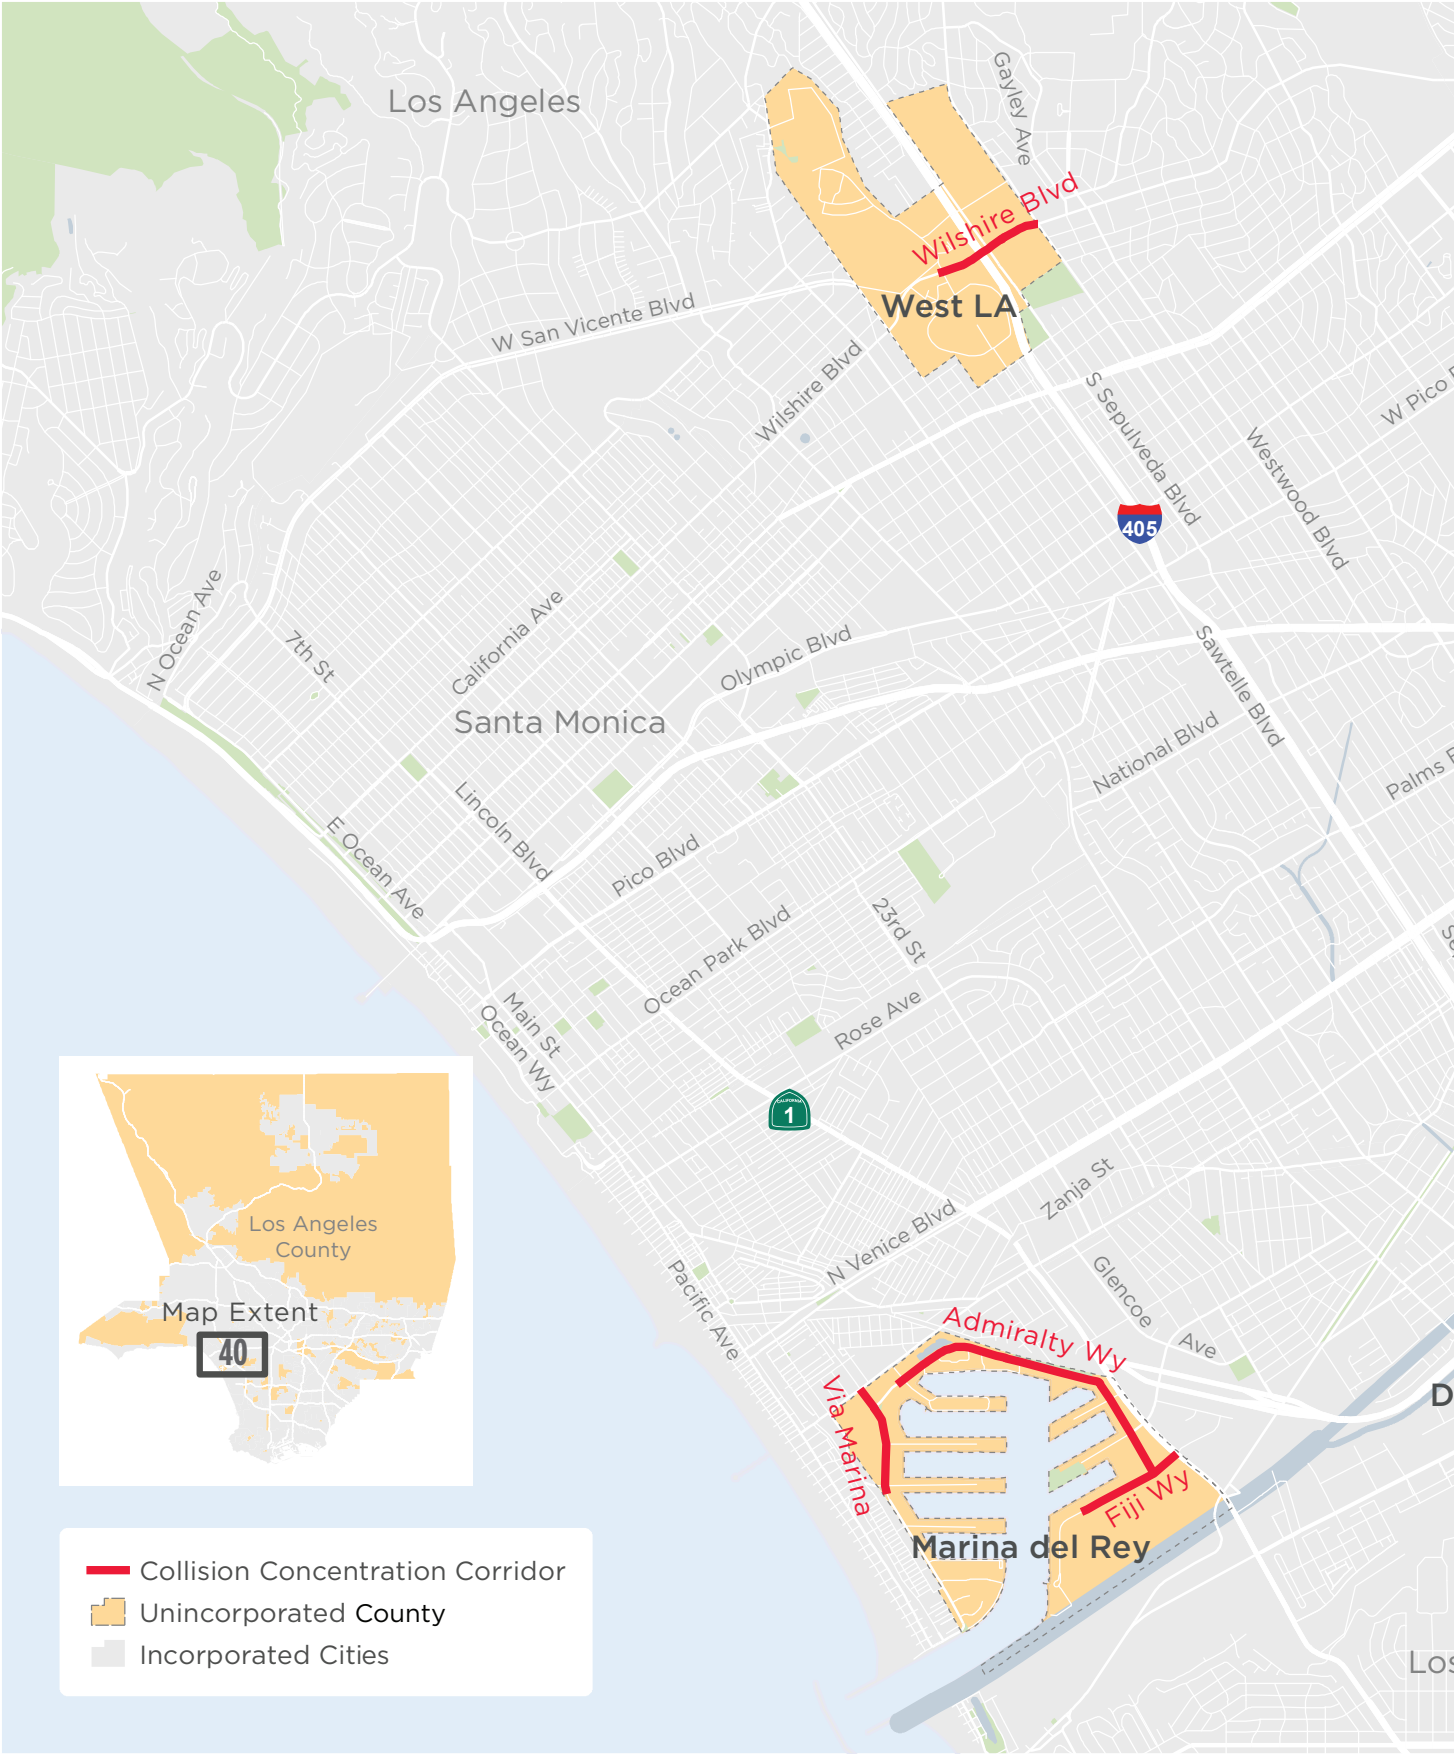 Los Angeles
Gayley Ave
Wilshire Blvd
West LA
W San Vicente Blvd
Wilshire Blvd
S Sepulveda Blvd
W Pico
Westwood Blvd
405
N Ocean Ave
7th St
California Ave
Olympic Blvd
Sawtelle Blvd
Santa Monica
National Blvd
Palms
Lincoln Blvd
E Ocean Ave
Pico Blvd
23rd St
Ocean Park Blvd
Main St
Ocean Wy
Rose Ave
CALIFORNIA
1
Zanja St
N Venice Blvd
Los Angeles
County
Pacific Ave
Glencoe Ave
Map Extent
40
Admiralty Wy
Via Marina
Fiji Wy
Marina del Rey
D
Los
Collision Concentration Corridor
Unincorporated County
Incorporated Cities